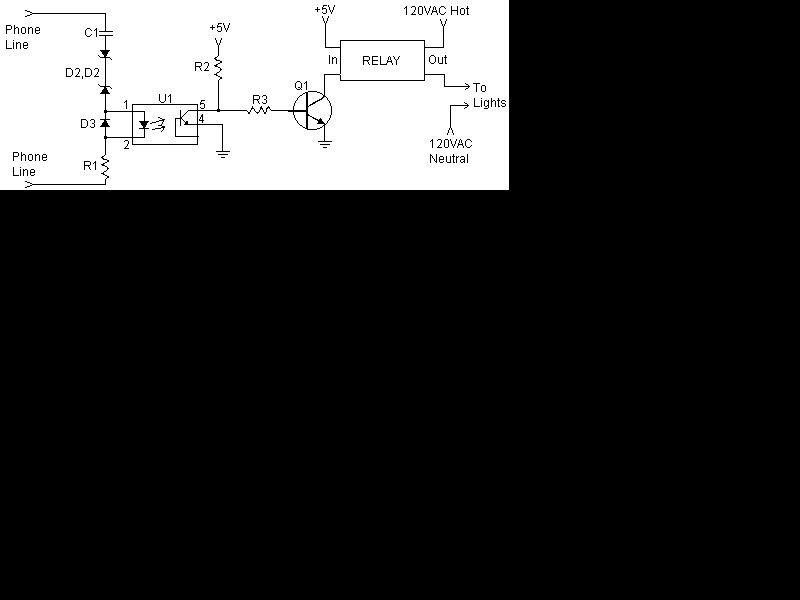 Phone
Line
C1
D2,D2
D3
1
2
U1
5
4
+5V
R2
R3
Q1
+5V
In
RELAY
Out
120VAC Hot
To
Lights
120VAC
Neutral
Phone
Line
R1